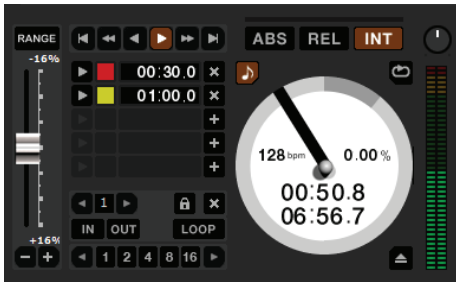 RANGE
ABS REL INT
-16%
00:30.0
01:00.0
128 bpm 0.00 %
00:50.8
06:56.7
1
IN OUT LOOP
+16%
1 2 4 8 16